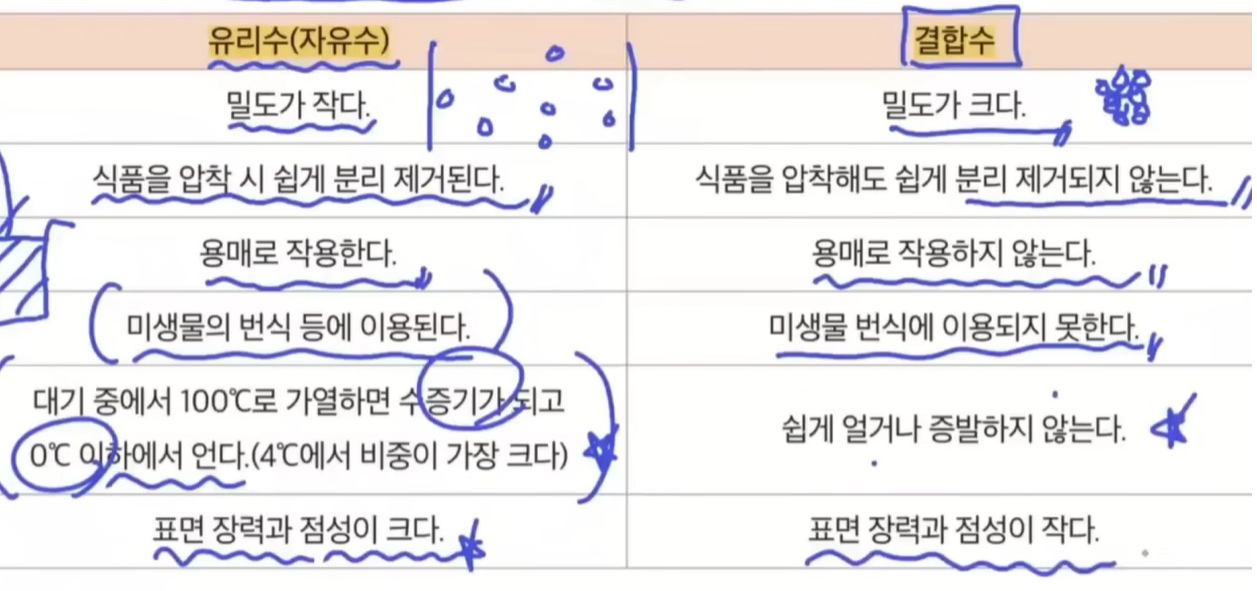 유리수(자유수) 결합수
밀도가 작다. 밀도가 크다.
식품을 압착 시 쉽게 분리 제거된다. 식품을 압착해도 쉽게 분리 제거되지 않는다.
용매로 작용한다. 용매로 작용하지 않는다.
미생물의 번식 등에 이용된다. 미생물 번식에 이용되지 못한다.
대기 중에서 100℃로 가열하면 수증기가 되고
0℃ 이하에서 언다.(4℃에서 비중이 가장 크다) 쉽게 얼거나 증발하지 않는다.
표면 장력과 점성이 크다. 표면 장력과 점성이 작다.